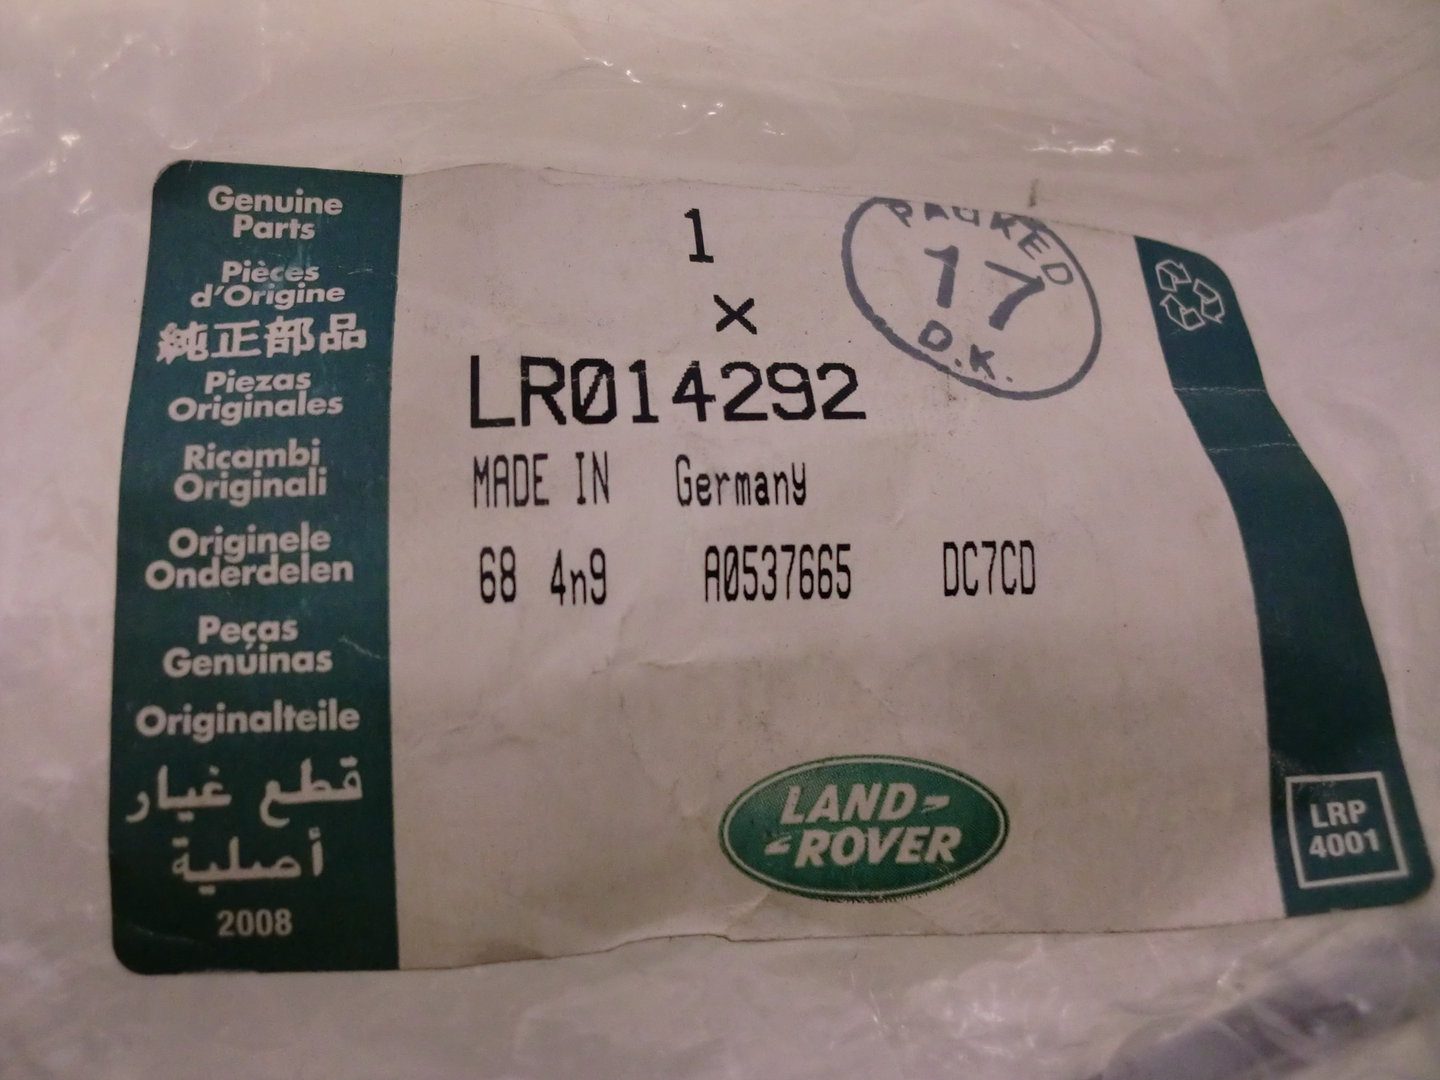 Genuine
Parts
Pièces
d'Origine
純正部品
Piezas
Originales
Ricambi
Originali
Originele
Onderdelen
Peças
Genúinas
Originalteile
قطع غيار
أصلية
2008
1
×
LR014292
MADE IN Germany
68 4n9 A0537665 DC7CD
PACKED
17
D.K.
LAND-
-ROVER
LRP
4001